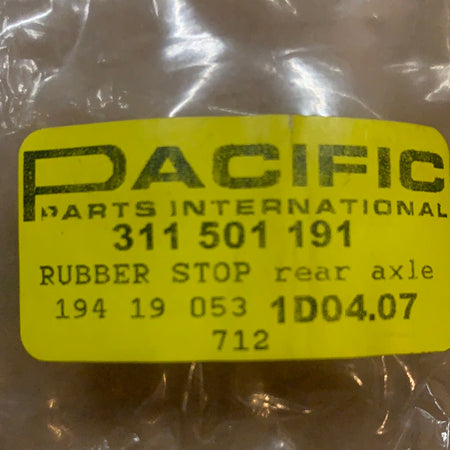 PACIFIC
PARTS INTERNATIONAL
311 501 191
RUBBER STOP rear axle
194 19 053 1D04.07
712